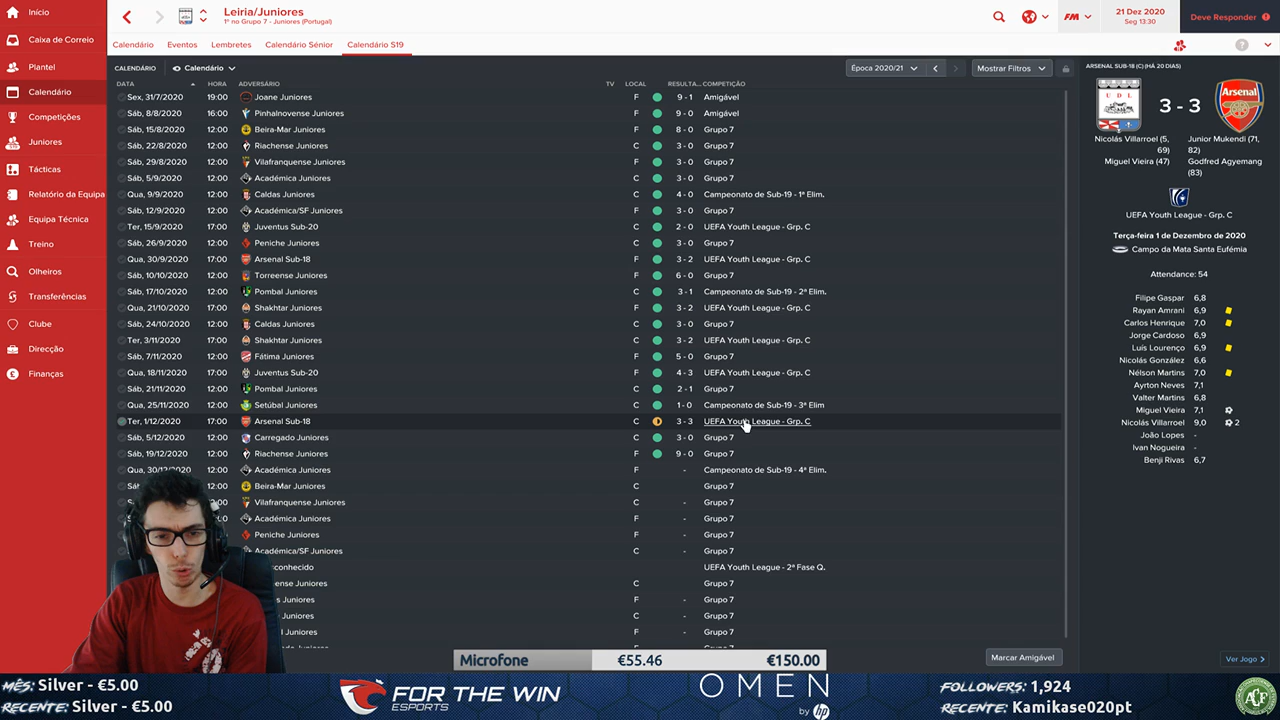 Início
Caixa de Correio
Plantel
Calendário
Competições
Juniores
Tácticas
Relatório da Equipa
Equipa Técnica
Treino
Olheiros
Transferências
Clube
Direcção
Finanças
Leiria/Juniores
1º no Grupo 7 - Juniores (Portugal)
FM
21 Dez 2020
Seg 13:30
Deve Responder
Calendário Eventos Lembretes Calendário Sénior Calendário S19
CALENDÁRIO Calendário Época 2020/21 Mostrar Filtros
DATA HORA ADVERSÁRIO TV LOCAL RESULTA... COMPETIÇÃO
Sex, 31/7/2020 19:00 Joane Juniores F 9 - 1 Amigável
Sáb, 8/8/2020 16:00 Pinhalnovense Juniores F 9 - 0 Amigável
Sáb, 15/8/2020 12:00 Beira-Mar Juniores F 8 - 0 Grupo 7
Sáb, 22/8/2020 12:00 Riachense Juniores C 3 - 0 Grupo 7
Sáb, 29/8/2020 12:00 Vilafranquense Juniores F 3 - 0 Grupo 7
Sáb, 5/9/2020 12:00 Académica Juniores C 3 - 0 Grupo 7
Qua, 9/9/2020 12:00 Caldas Juniores C 4 - 0 Campeonato de Sub-19 - 1ª Elim.
Sáb, 12/9/2020 12:00 Académica/SF Juniores F 3 - 0 Grupo 7
Ter, 15/9/2020 17:00 Juventus Sub-20 C 2 - 0 UEFA Youth League - Grp. C
Sáb, 26/9/2020 12:00 Peniche Juniores C 3 - 0 Grupo 7
Qua, 30/9/2020 17:00 Arsenal Sub-18 F 3 - 2 UEFA Youth League - Grp. C
Sáb, 10/10/2020 12:00 Torreense Juniores F 6 - 0 Grupo 7
Sáb, 17/10/2020 12:00 Pombal Juniores C 3 - 1 Campeonato de Sub-19 - 2ª Elim.
Qua, 21/10/2020 17:00 Shakhtar Juniores F 3 - 2 UEFA Youth League - Grp. C
Sáb, 24/10/2020 12:00 Caldas Juniores C 3 - 0 Grupo 7
Ter, 3/11/2020 17:00 Shakhtar Juniores C 3 - 2 UEFA Youth League - Grp. C
Sáb, 7/11/2020 12:00 Fátima Juniores F 5 - 0 Grupo 7
Qua, 18/11/2020 17:00 Juventus Sub-20 F 4 - 3 UEFA Youth League - Grp. C
Sáb, 21/11/2020 12:00 Pombal Juniores C 2 - 1 Grupo 7
Qua, 25/11/2020 12:00 Setúbal Juniores C 1 - 0 Campeonato de Sub-19 - 3ª Elim
Ter, 1/12/2020 17:00 Arsenal Sub-18 C 3 - 3 UEFA Youth League - Grp. C
Sáb, 5/12/2020 12:00 Carregado Juniores C 3 - 0 Grupo 7
Sáb, 19/12/2020 12:00 Riachense Juniores F 9 - 0 Grupo 7
Qua, 30/12/2020 12:00 Académica Juniores F - Campeonato de Sub-19 - 4ª Elim.
Beira-Mar Juniores C Grupo 7
Vilafranquense Juniores C - Grupo 7
Académica Juniores F - Grupo 7
Peniche Juniores F - Grupo 7
Académica/SF Juniores C - Grupo 7
UEFA Youth League - 2ª Fase Q.
Juniores C Grupo 7
Juniores F - Grupo 7
Juniores C - Grupo 7
Juniores F - Grupo 7
Marcar Amigável
ARSENAL SUB-18 (C) (HÁ 20 DIAS)
U D L
3 - 3
Arsenal
Nicolás Villarroel (5, 69)
Miguel Vieira (47)
Junior Mukendi (71, 82)
Godfred Agyemang (83)
UEFA Youth League - Grp. C
Terça-feira 1 de Dezembro de 2020
Campo da Mata Santa Eufémia
Attendance: 54
Filipe Gaspar 6,8
Rayan Amrani 6,9
Carlos Henrique 7,0
Jorge Cardoso 6,9
Luís Lourenço 6,9
Nicolás González 6,6
Nélson Martins 7,0
Ayrton Neves 7,1
Valter Martins 6,8
Miguel Vieira 7,1
Nicolás Villarroel 9,0 2
João Lopes -
Ivan Nogueira -
Benji Rivas 6,7
Ver Jogo
Microfone €55.46 €150.00
MÊS: Silver - €5.00
RECENTE: Silver - €5.00
FOR THE WIN
ESPORTS
OMEN
by hp
FOLLOWERS: 1,924
RECENTE: Kamikase020pt
ACF